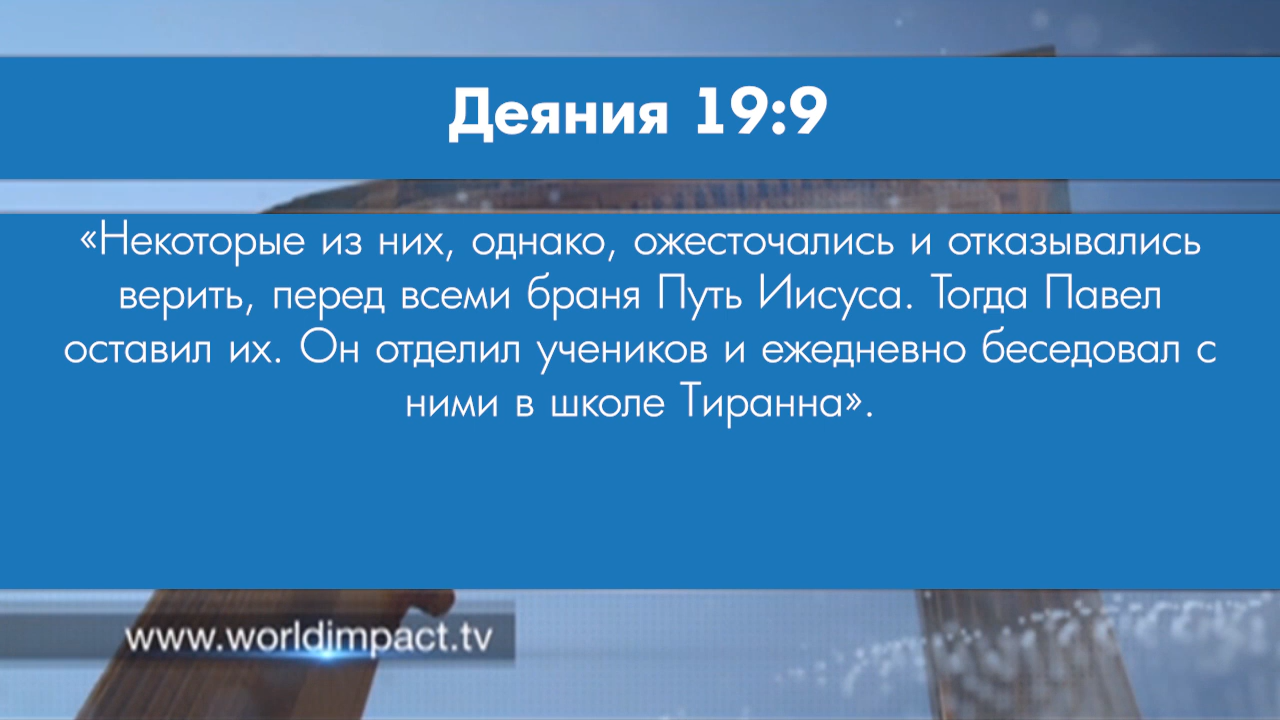 Деяния 19:9
«Некоторые из них, однако, ожесточались и отказывались
верить, перед всеми браня Путь Иисуса. Тогда Павел
оставил их. Он отделил учеников и ежедневно беседовал с
ними в школе Тиранна».
www.worldimpact.tv